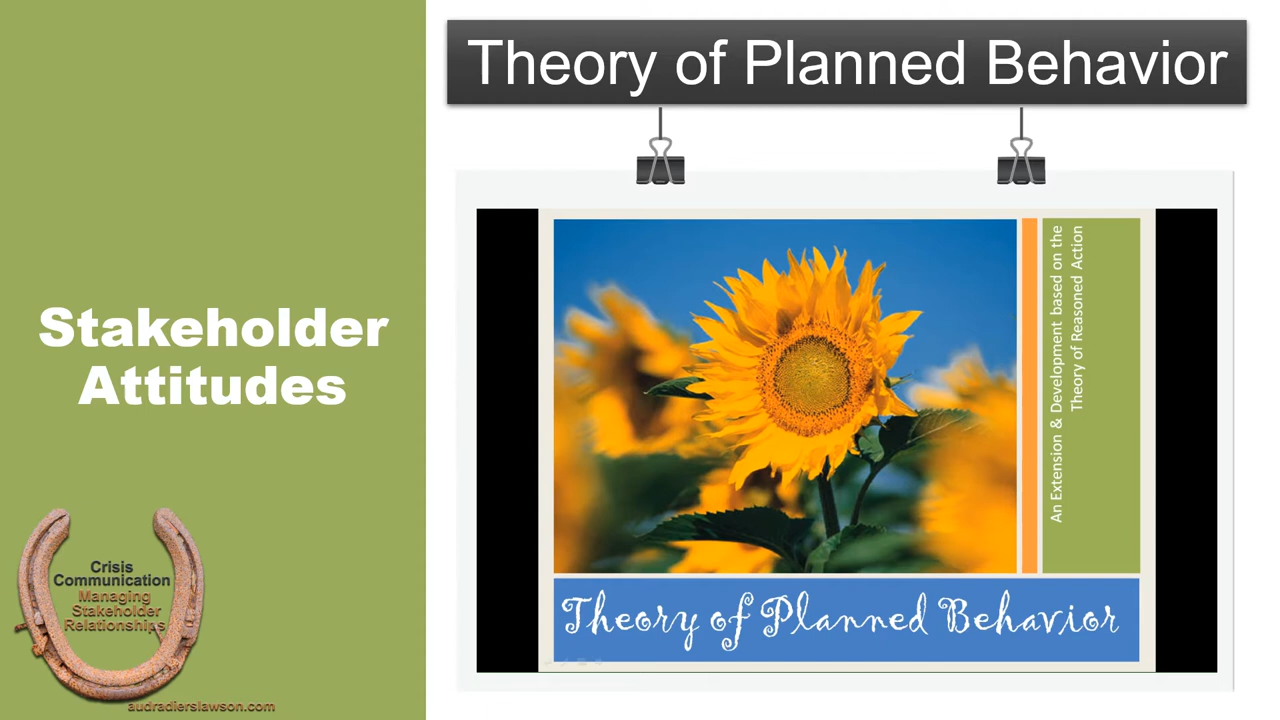 Theory of Planned Behavior
Stakeholder
Attitudes
An Extension & Development based on the
Theory of Reasoned Action
Theory of Planned Behavior
Crisis
Communication
Managing
Stakeholder
Relationships
audradierslawson.com